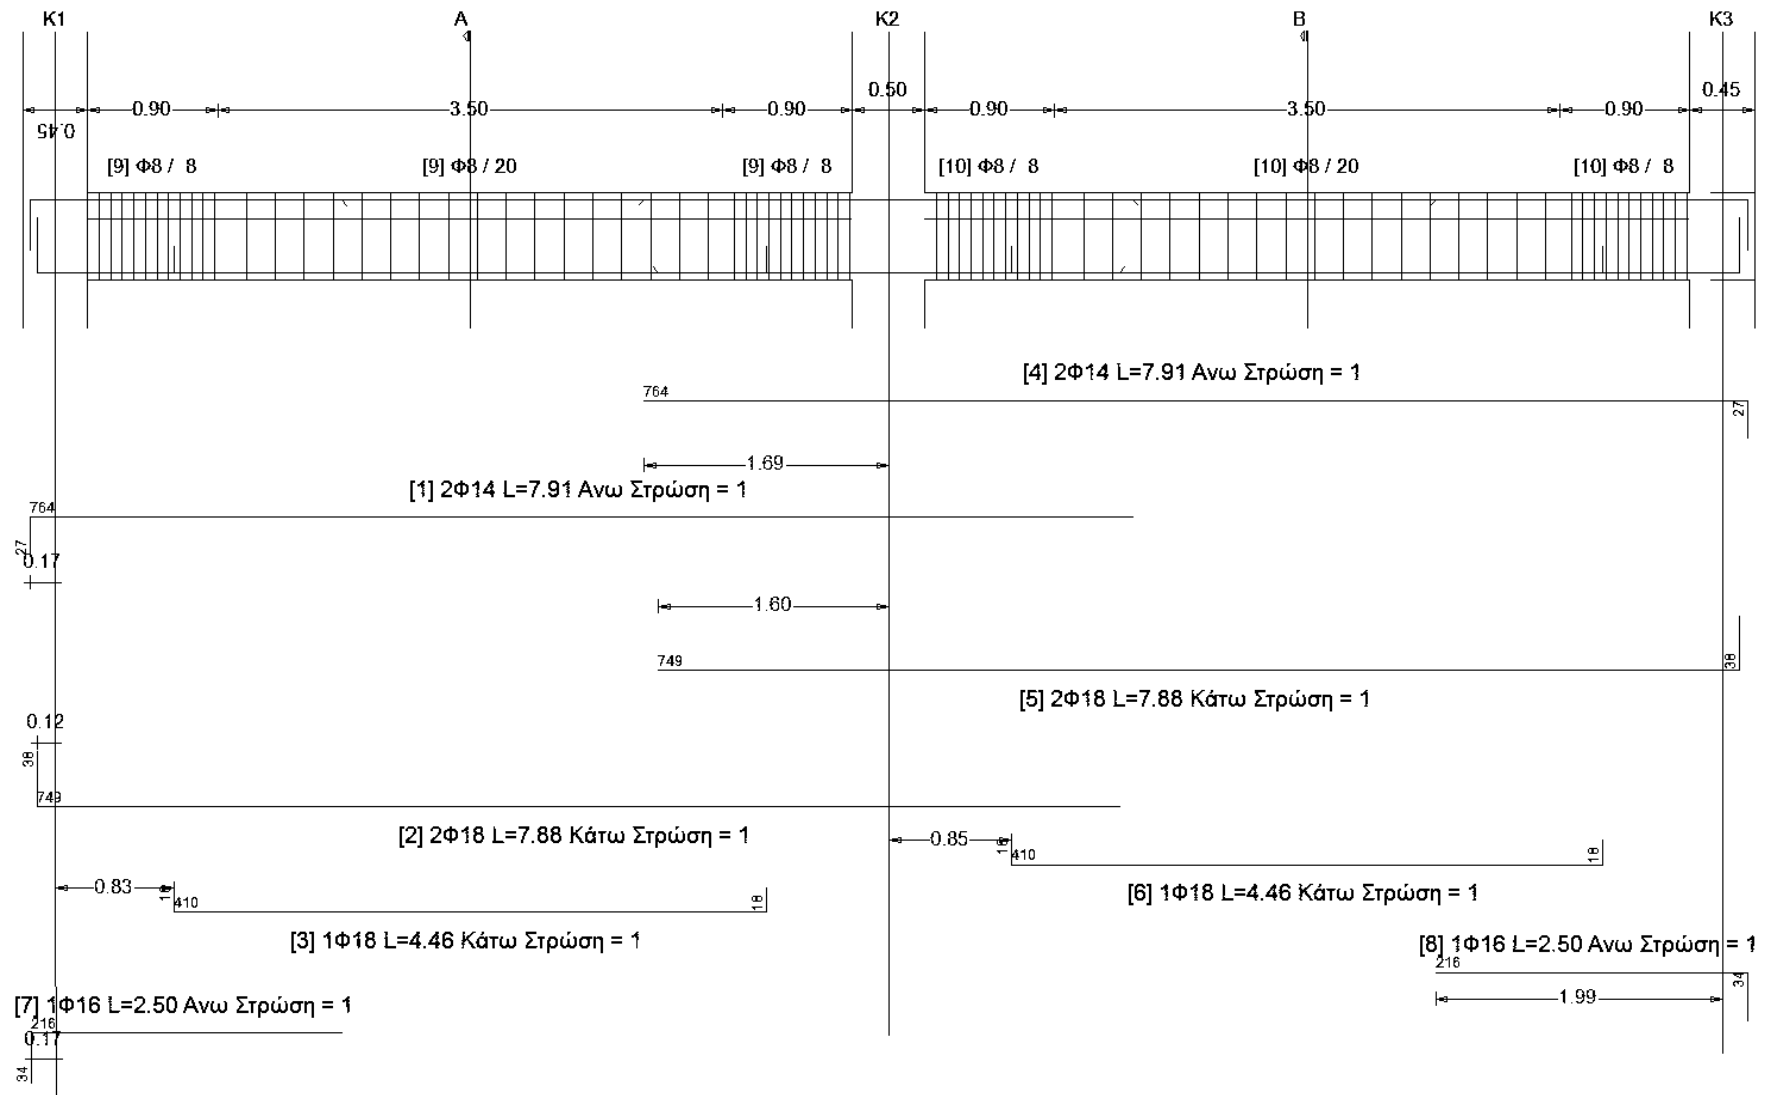 K1 A K2 B K3
0.45 0.90 3.50 0.90 0.50 0.90 3.50 0.90 0.45
[9] Φ8 / 8 [9] Φ8 / 20 [9] Φ8 / 8 [10] Φ8 / 8 [10] Φ8 / 20 [10] Φ8 / 8
[4] 2Φ14 L=7.91 Ανω Στρώση = 1
764 27
1.69
[1] 2Φ14 L=7.91 Ανω Στρώση = 1
764
27
0.17
1.60
749 38
[5] 2Φ18 L=7.88 Κάτω Στρώση = 1
0.12
38
749
[2] 2Φ18 L=7.88 Κάτω Στρώση = 1
0.85 18 410 18
[6] 1Φ18 L=4.46 Κάτω Στρώση = 1
0.83 18 410 18
[3] 1Φ18 L=4.46 Κάτω Στρώση = 1
[8] 1Φ16 L=2.50 Ανω Στρώση = 1
216 34
1.99
[7] 1Φ16 L=2.50 Ανω Στρώση = 1
216
0.17
34